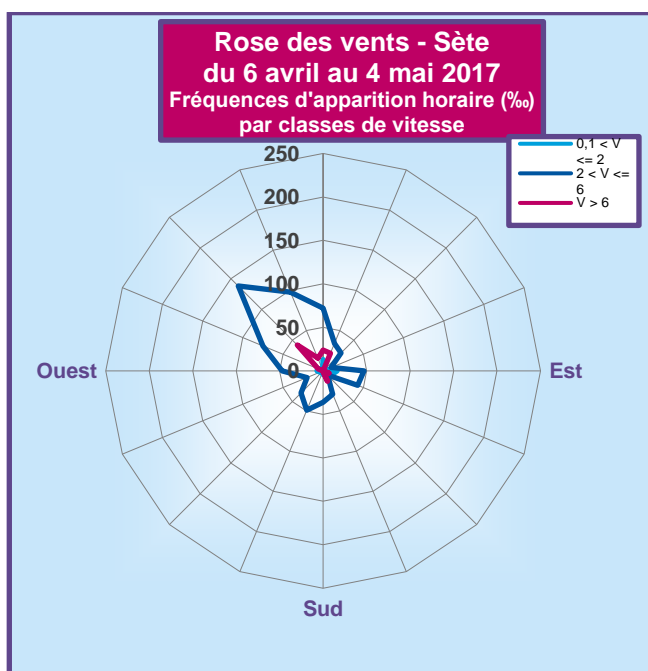 Rose des vents - Sète
du 6 avril au 4 mai 2017
Fréquences d'apparition horaire (‰)
par classes de vitesse
0,1 < V
<= 2
2 < V <=
6
V > 6
250
200
150
100
50
0
Ouest
Est
Sud